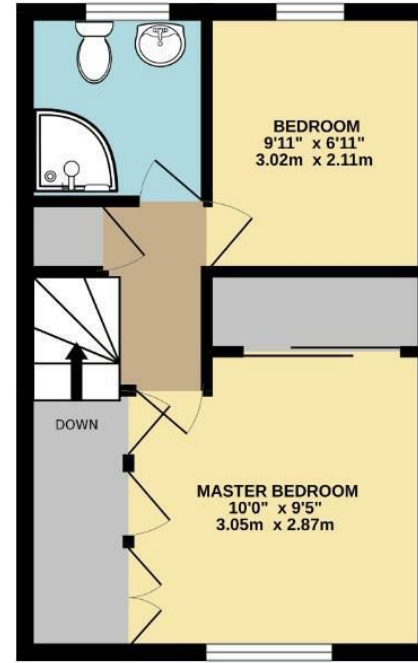 BEDROOM
9'11" x 6'11"
3.02m x 2.11m
DOWN
MASTER BEDROOM
10'0" x 9'5"
3.05m x 2.87m